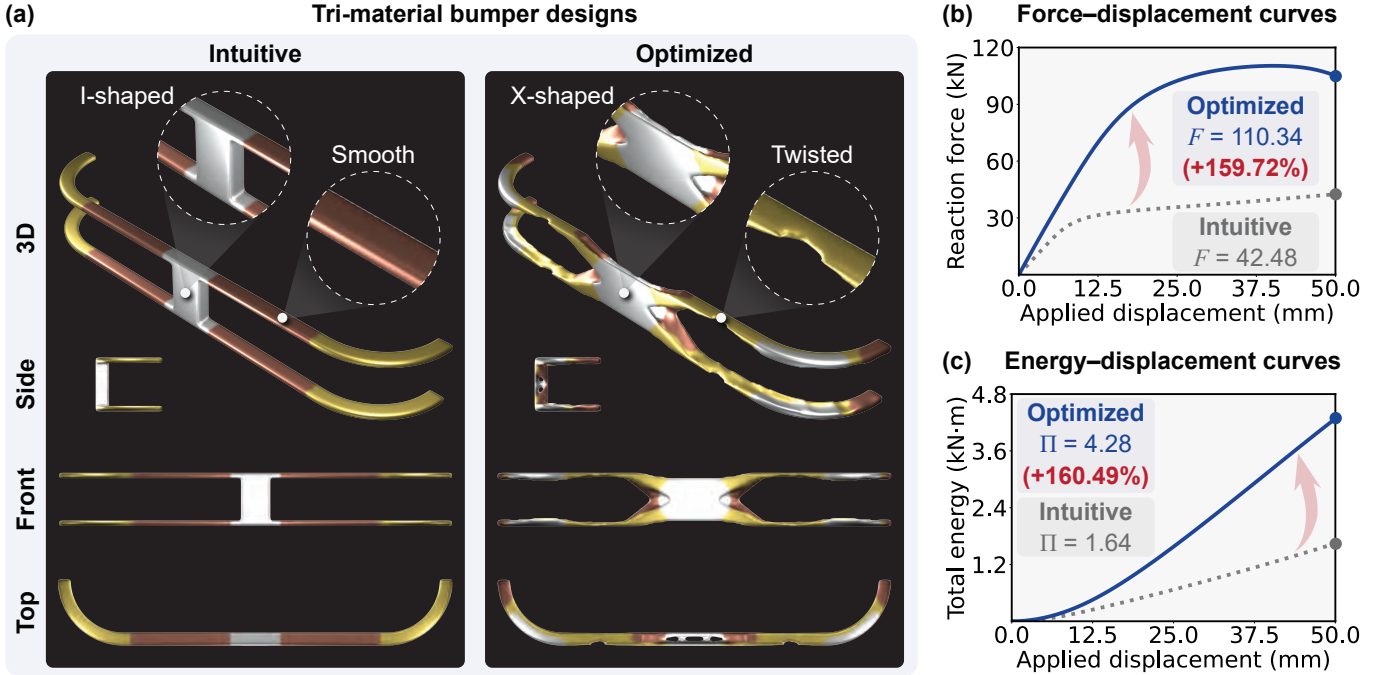 (a) Tri-material bumper designs
Intuitive
Optimized
I-shaped
Smooth
X-shaped
Twisted
3D
Side
Front
Top
(b) Force–displacement curves
120
90
60
30
Reaction force (kN)
Optimized
F = 110.34
(+159.72%)
Intuitive
F = 42.48
0.0 12.5 25.0 37.5 50.0
Applied displacement (mm)
(c) Energy–displacement curves
4.8
3.6
2.4
1.2
Total energy (kN·m)
Optimized
Π = 4.28
(+160.49%)
Intuitive
Π = 1.64
0.0 12.5 25.0 37.5 50.0
Applied displacement (mm)